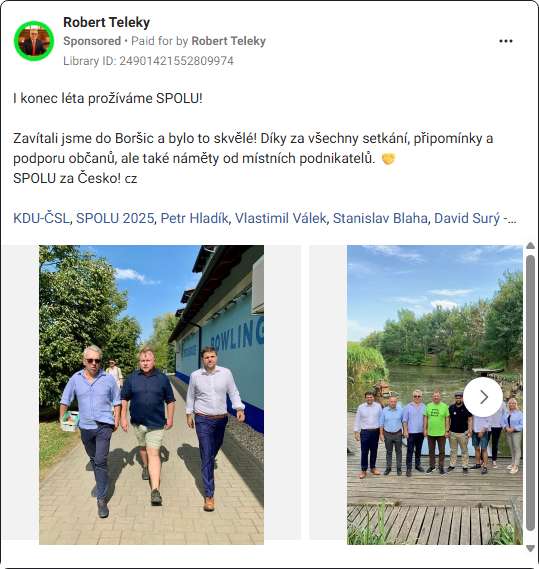 Robert Teleky
Sponsored • Paid for by Robert Teleky
Library ID: 24901421552809974
I konec léta prožíváme SPOLU!
Zavítali jsme do Boršic a bylo to skvělé! Díky za všechny setkání, připomínky a
podporu občanů, ale také náměty od místních podnikatelů. 🤝
SPOLU za Česko! cz
KDU-ČSL, SPOLU 2025, Petr Hladík, Vlastimil Válek, Stanislav Blaha, David Surý -...
BOWLING